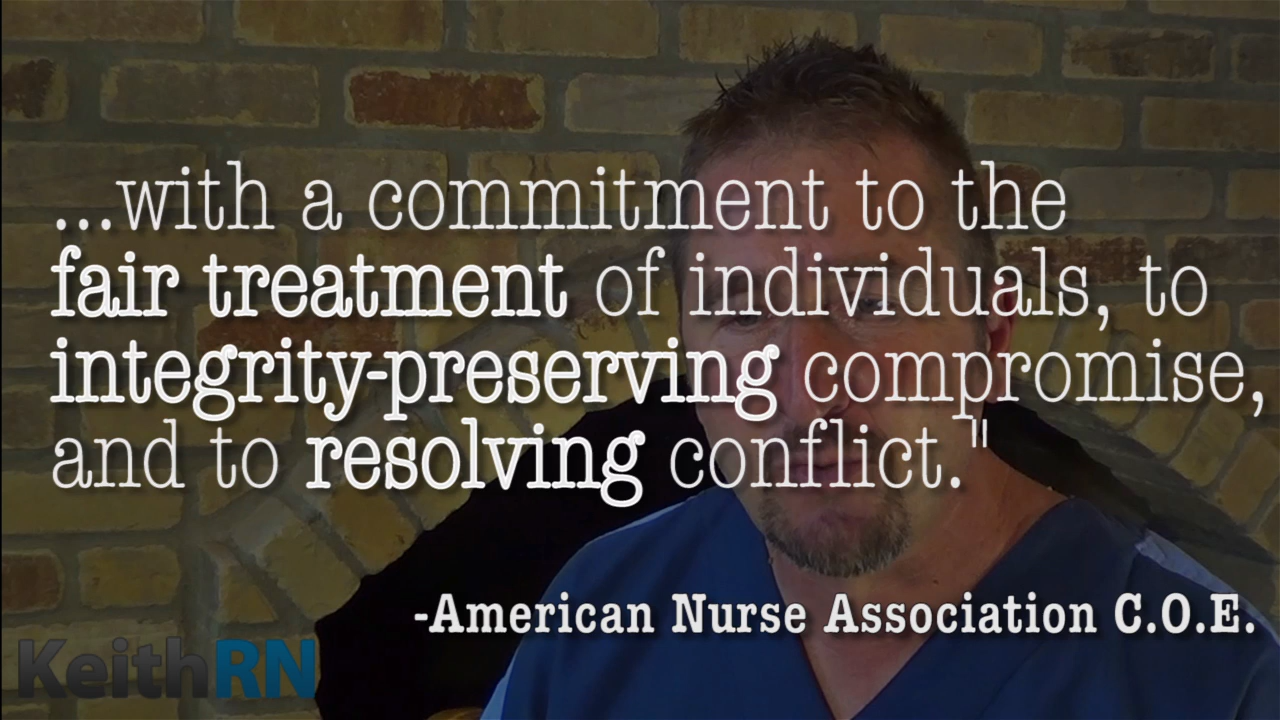 ...with a commitment to the
fair treatment of individuals, to
integrity-preserving compromise,
and to resolving conflict."
-American Nurse Association C.O.E.
KeithRN